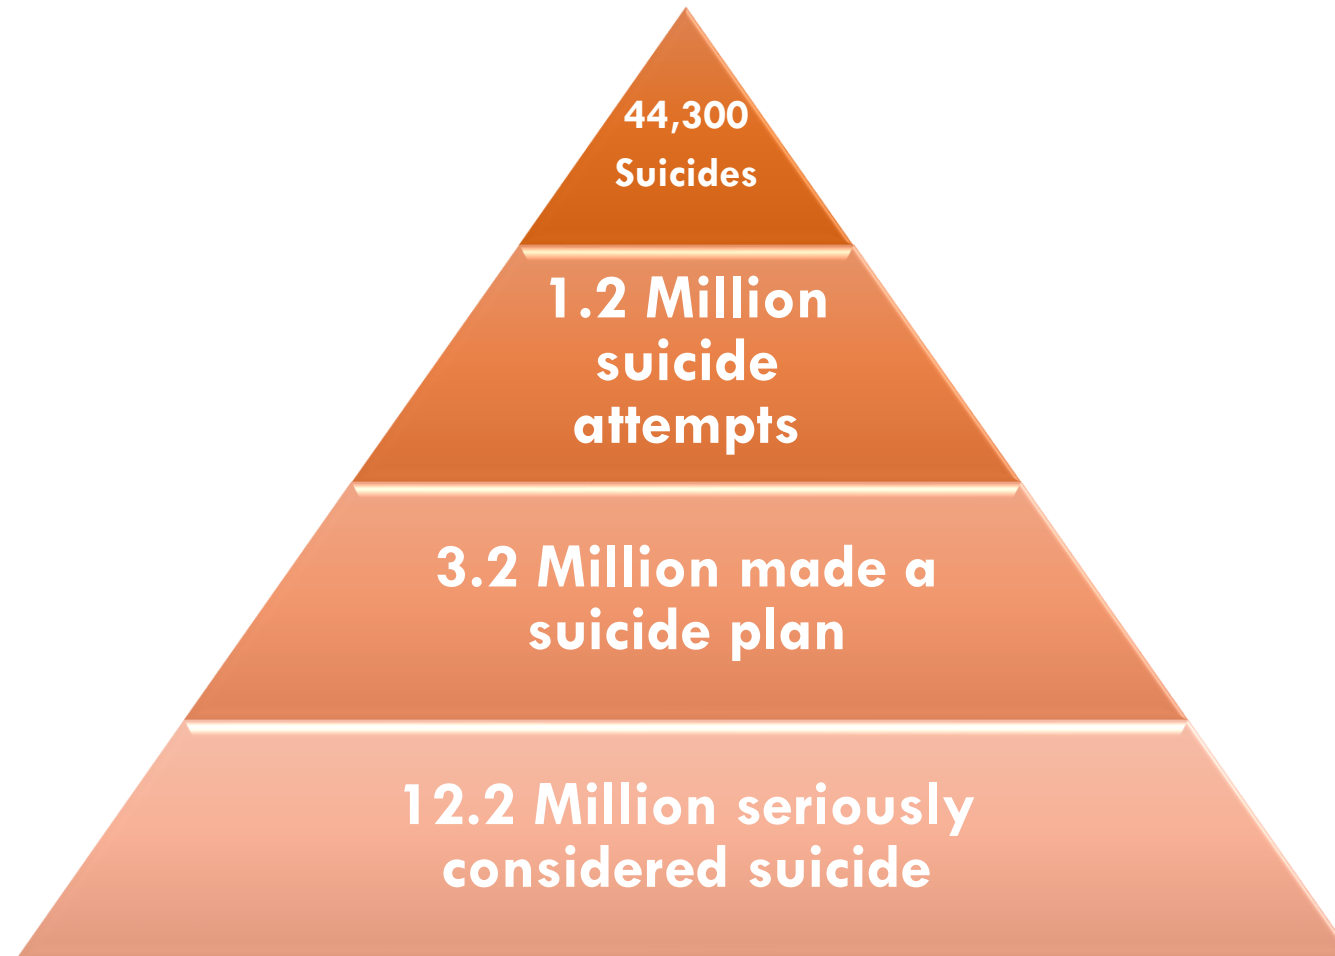 44,300
Suicides
1.2 Million
suicide
attempts
3.2 Million made a
suicide plan
12.2 Million seriously
considered suicide